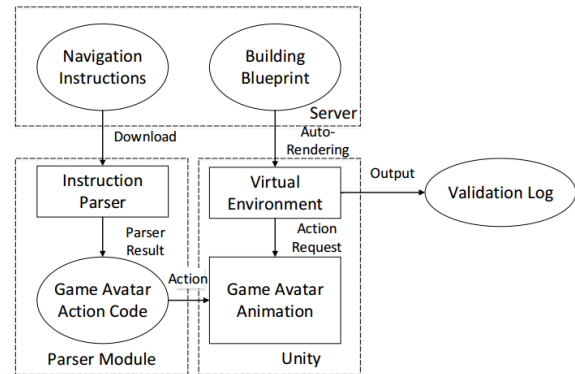 Navigation
Instructions
Building
Blueprint
Server
Download
Auto-
Rendering
Instruction
Parser
Virtual
Environment
Output
Validation Log
Parser
Result
Action
Request
Game Avatar
Action Code
Action
Game Avatar
Animation
Parser Module
Unity